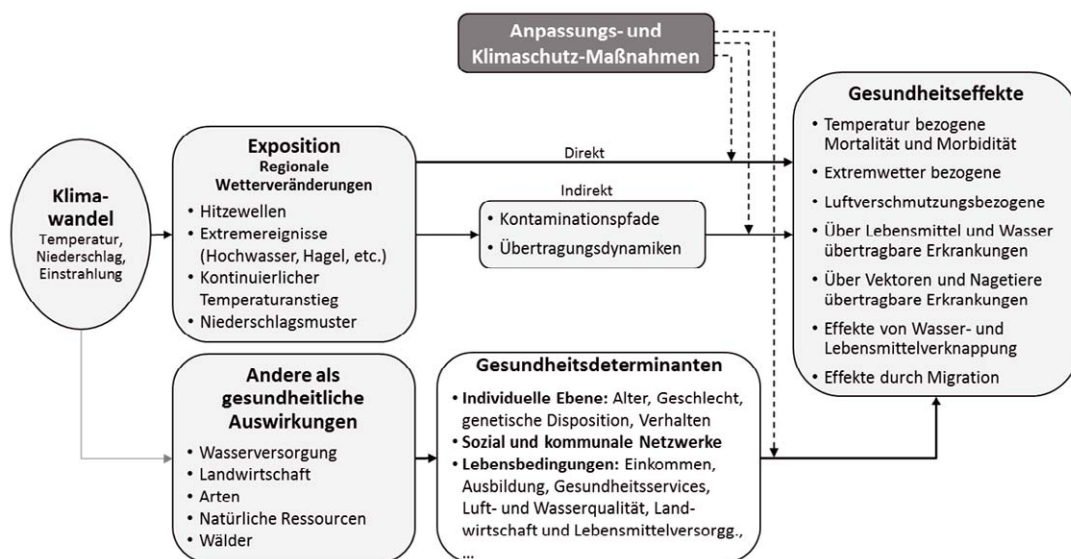 Anpassungs- und
Klimaschutz-Maßnahmen
Klima-
wandel
Temperatur,
Niederschlag,
Einstrahlung
Exposition
Regionale
Wetterveränderungen
• Hitzewellen
• Extremereignisse
(Hochwasser, Hagel, etc.)
• Kontinuierlicher
Temperaturanstieg
• Niederschlagsmuster
Direkt
Indirekt
• Kontaminationspfade
• Übertragungsdynamiken
Gesundheitseffekte
• Temperatur bezogene
Mortalität und Morbidität
• Extremwetter bezogene
• Luftverschmutzungsbezogene
• Über Lebensmittel und Wasser
übertragbare Erkrankungen
• Über Vektoren und Nagetiere
übertragbare Erkrankungen
• Effekte von Wasser- und
Lebensmittelverknappung
• Effekte durch Migration
Andere als
gesundheitliche
Auswirkungen
• Wasserversorgung
• Landwirtschaft
• Arten
• Natürliche Ressourcen
• Wälder
Gesundheitsdeterminanten
• Individuelle Ebene: Alter, Geschlecht,
genetische Disposition, Verhalten
• Sozial und kommunale Netzwerke
• Lebensbedingungen: Einkommen,
Ausbildung, Gesundheitsservices,
Luft- und Wasserqualität, Land-
wirtschaft und Lebensmittelversorgg.,
...